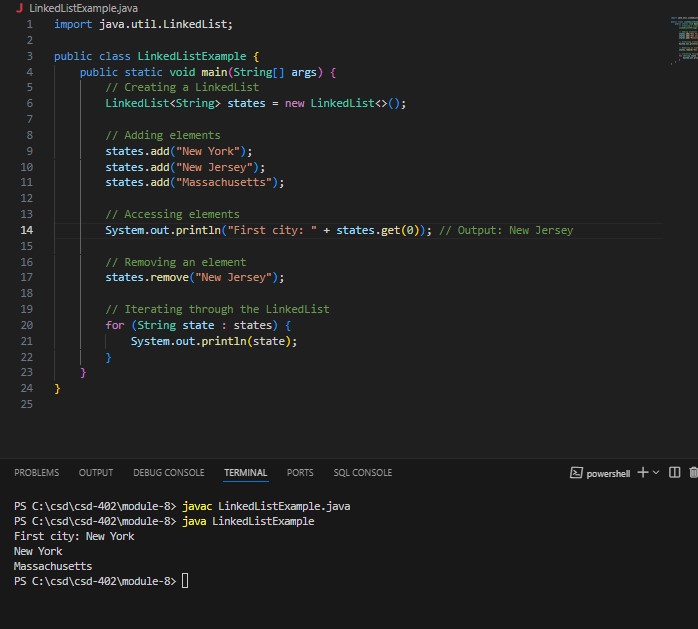 LinkedListExample.java
1 import java.util.LinkedList;
2
3 public class LinkedListExample {
4 public static void main(String[] args) {
5 // Creating a LinkedList
6 LinkedList<String> states = new LinkedList<>();
7
8 // Adding elements
9 states.add("New York");
10 states.add("New Jersey");
11 states.add("Massachusetts");
12
13 // Accessing elements
14 System.out.println("First city: " + states.get(0)); // Output: New Jersey
15
16 // Removing an element
17 states.remove("New Jersey");
18
19 // Iterating through the LinkedList
20 for (String state : states) {
21 System.out.println(state);
22 }
23 }
24 }
25
PROBLEMS OUTPUT DEBUG CONSOLE TERMINAL PORTS SQL CONSOLE powershell
PS C:\csd\csd-402\module-8> javac LinkedListExample.java
PS C:\csd\csd-402\module-8> java LinkedListExample
First city: New York
New York
Massachusetts
PS C:\csd\csd-402\module-8>